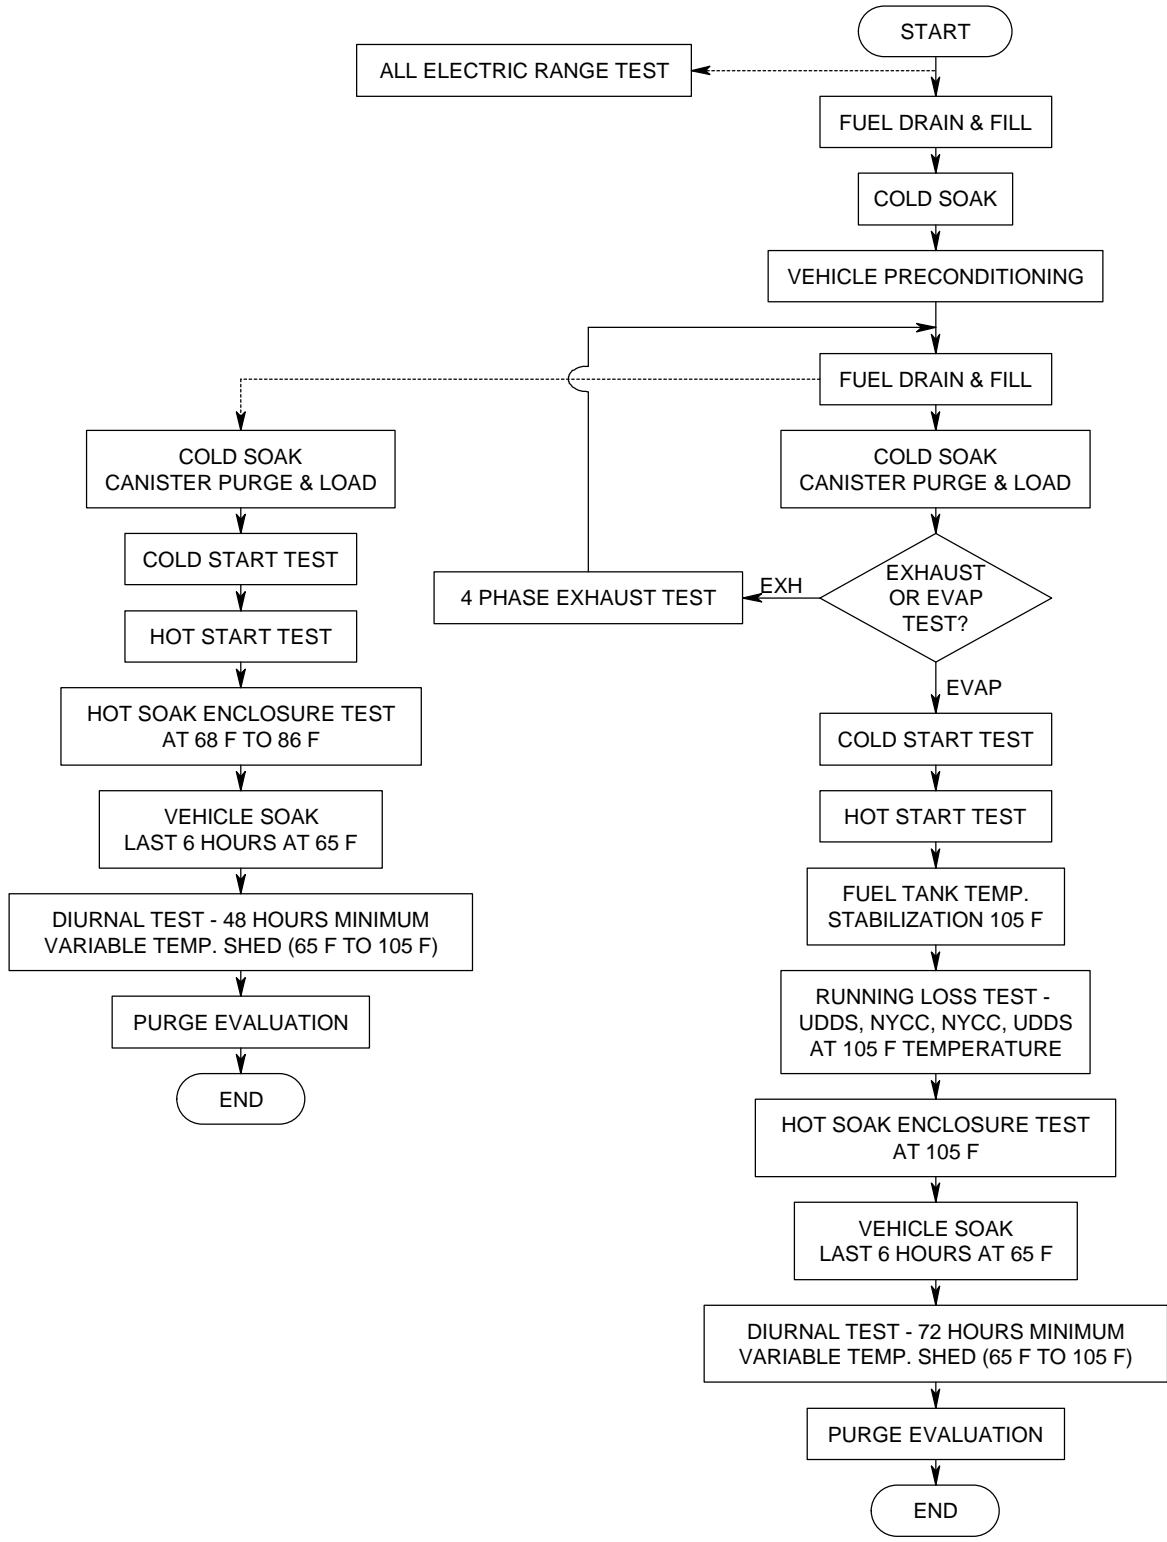 START
ALL ELECTRIC RANGE TEST
FUEL DRAIN & FILL
COLD SOAK
VEHICLE PRECONDITIONING
FUEL DRAIN & FILL
COLD SOAK
CANISTER PURGE & LOAD
COLD START TEST
HOT START TEST
HOT SOAK ENCLOSURE TEST
AT 68 F TO 86 F
VEHICLE SOAK
LAST 6 HOURS AT 65 F
DIURNAL TEST - 48 HOURS MINIMUM
VARIABLE TEMP. SHED (65 F TO 105 F)
PURGE EVALUATION
END
COLD SOAK
CANISTER PURGE & LOAD
EXHAUST
OR EVAP
TEST?
EXH
4 PHASE EXHAUST TEST
EVAP
COLD START TEST
HOT START TEST
FUEL TANK TEMP.
STABILIZATION 105 F
RUNNING LOSS TEST -
UDDS, NYCC, NYCC, UDDS
AT 105 F TEMPERATURE
HOT SOAK ENCLOSURE TEST
AT 105 F
VEHICLE SOAK
LAST 6 HOURS AT 65 F
DIURNAL TEST - 72 HOURS MINIMUM
VARIABLE TEMP. SHED (65 F TO 105 F)
PURGE EVALUATION
END